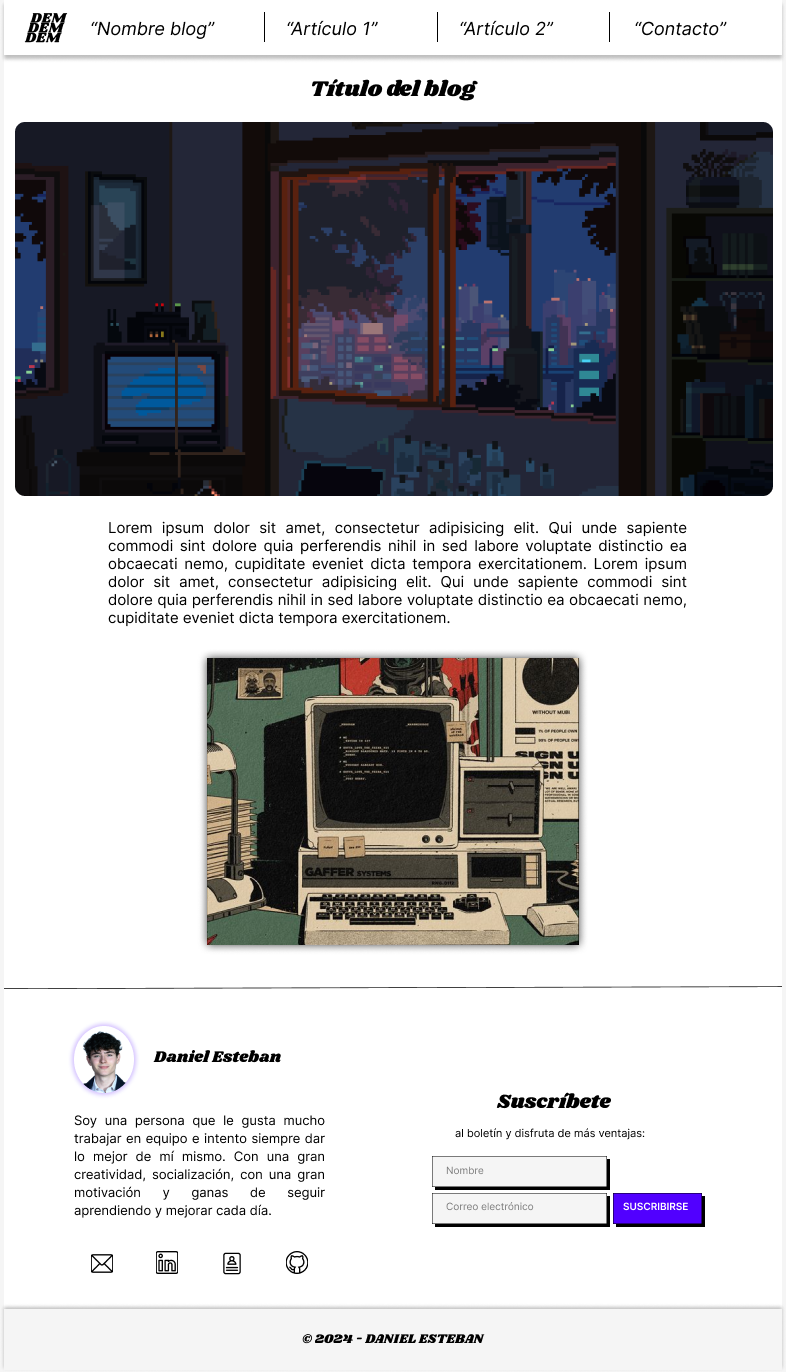 DEM
DEM
DEM
“Nombre blog”
“Artículo 1”
“Artículo 2”
“Contacto”
Título del blog
Lorem ipsum dolor sit amet, consectetur adipisicing elit. Qui unde sapiente
commodi sint dolore quia perferendis nihil in sed labore voluptate distinctio ea
obcaecati nemo, cupiditate eveniet dicta tempora exercitationem. Lorem ipsum
dolor sit amet, consectetur adipisicing elit. Qui unde sapiente commodi sint
dolore quia perferendis nihil in sed labore voluptate distinctio ea obcaecati nemo,
cupiditate eveniet dicta tempora exercitationem.
WITHOUT MUBI
SIGN U
GN U
GN U
GAFFER SYSTEMS
Daniel Esteban
Soy una persona que le gusta mucho
trabajar en equipo e intento siempre dar
lo mejor de mí mismo. Con una gran
creatividad, socialización, con una gran
motivación y ganas de seguir
aprendiendo y mejorar cada día.
in
Suscríbete
al boletín y disfruta de más ventajas:
Nombre
Correo electrónico
SUSCRIBIRSE
© 2024 - DANIEL ESTEBAN